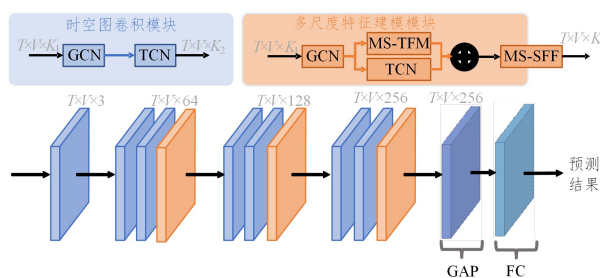 时空图卷积模块
多尺度特征建模模块
T×V×K₁ GCN TCN T×V×K₂
T×V×K GCN MS-TFM TCN MS-SFF T×V×K
T×V×3 T×V×64 T×V×128 T×V×256 T×V×256
预测
结果
GAP FC